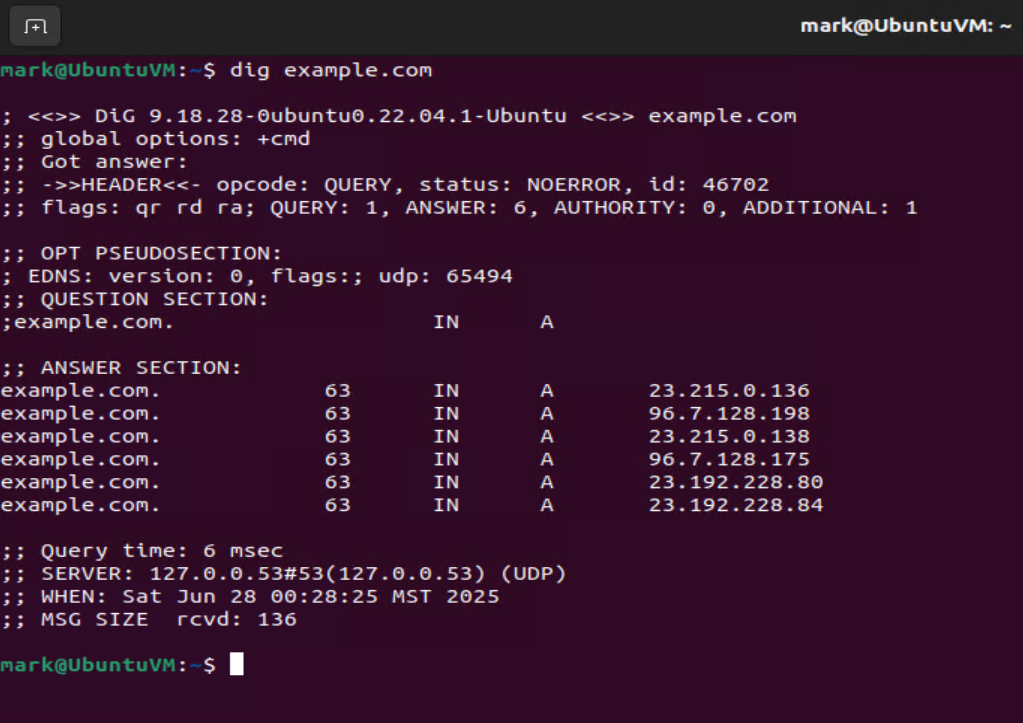 mark@UbuntuVM: ~
mark@UbuntuVM:~$ dig example.com
; <<>> DiG 9.18.28-0ubuntu0.22.04.1-Ubuntu <<>> example.com
;; global options: +cmd
;; Got answer:
;; ->>HEADER<<- opcode: QUERY, status: NOERROR, id: 46702
;; flags: qr rd ra; QUERY: 1, ANSWER: 6, AUTHORITY: 0, ADDITIONAL: 1
;; OPT PSEUDOSECTION:
; EDNS: version: 0, flags:; udp: 65494
;; QUESTION SECTION:
;example.com. IN A
;; ANSWER SECTION:
example.com. 63 IN A 23.215.0.136
example.com. 63 IN A 96.7.128.198
example.com. 63 IN A 23.215.0.138
example.com. 63 IN A 96.7.128.175
example.com. 63 IN A 23.192.228.80
example.com. 63 IN A 23.192.228.84
;; Query time: 6 msec
;; SERVER: 127.0.0.53#53(127.0.0.53) (UDP)
;; WHEN: Sat Jun 28 00:28:25 MST 2025
;; MSG SIZE  rcvd: 136
mark@UbuntuVM:~$